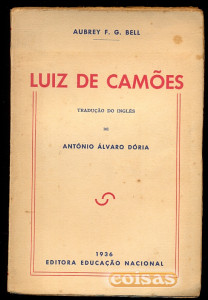 AUBREY F. G. BELL
LUIZ DE CAMÕES
TRADUÇÃO DO INGLÊS
DE
ANTÓNIO ÁLVARO DÓRIA
1936
EDITORA EDUCAÇÃO NACIONAL
coisas